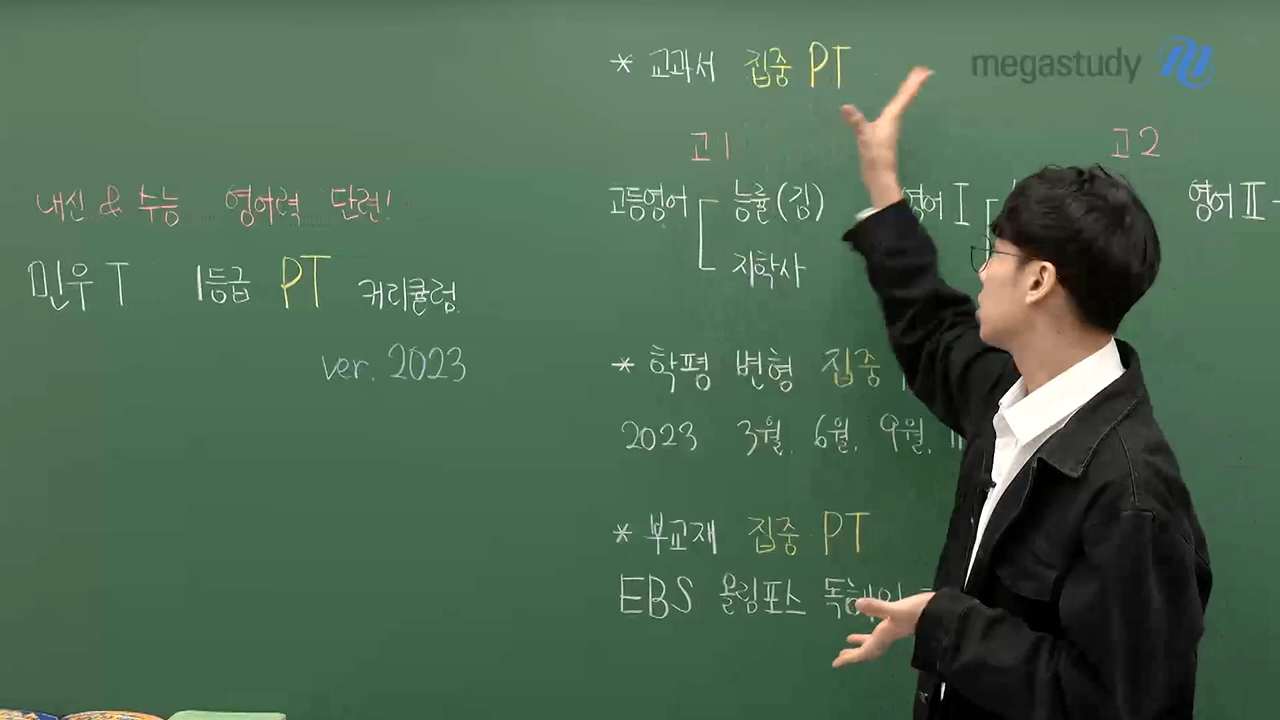 내신 & 수능 영어력 단련!
민우T 1등급 PT 커리큘럼
ver. 2023
* 교과서 집중 PT
megastudy
고1
고2
고등영어
능률(김)
지학사
영어 I
영어 II
* 학평 변형 집중
2023 3월, 6월, 9월,
* 부교재 집중 PT
EBS 올림포스